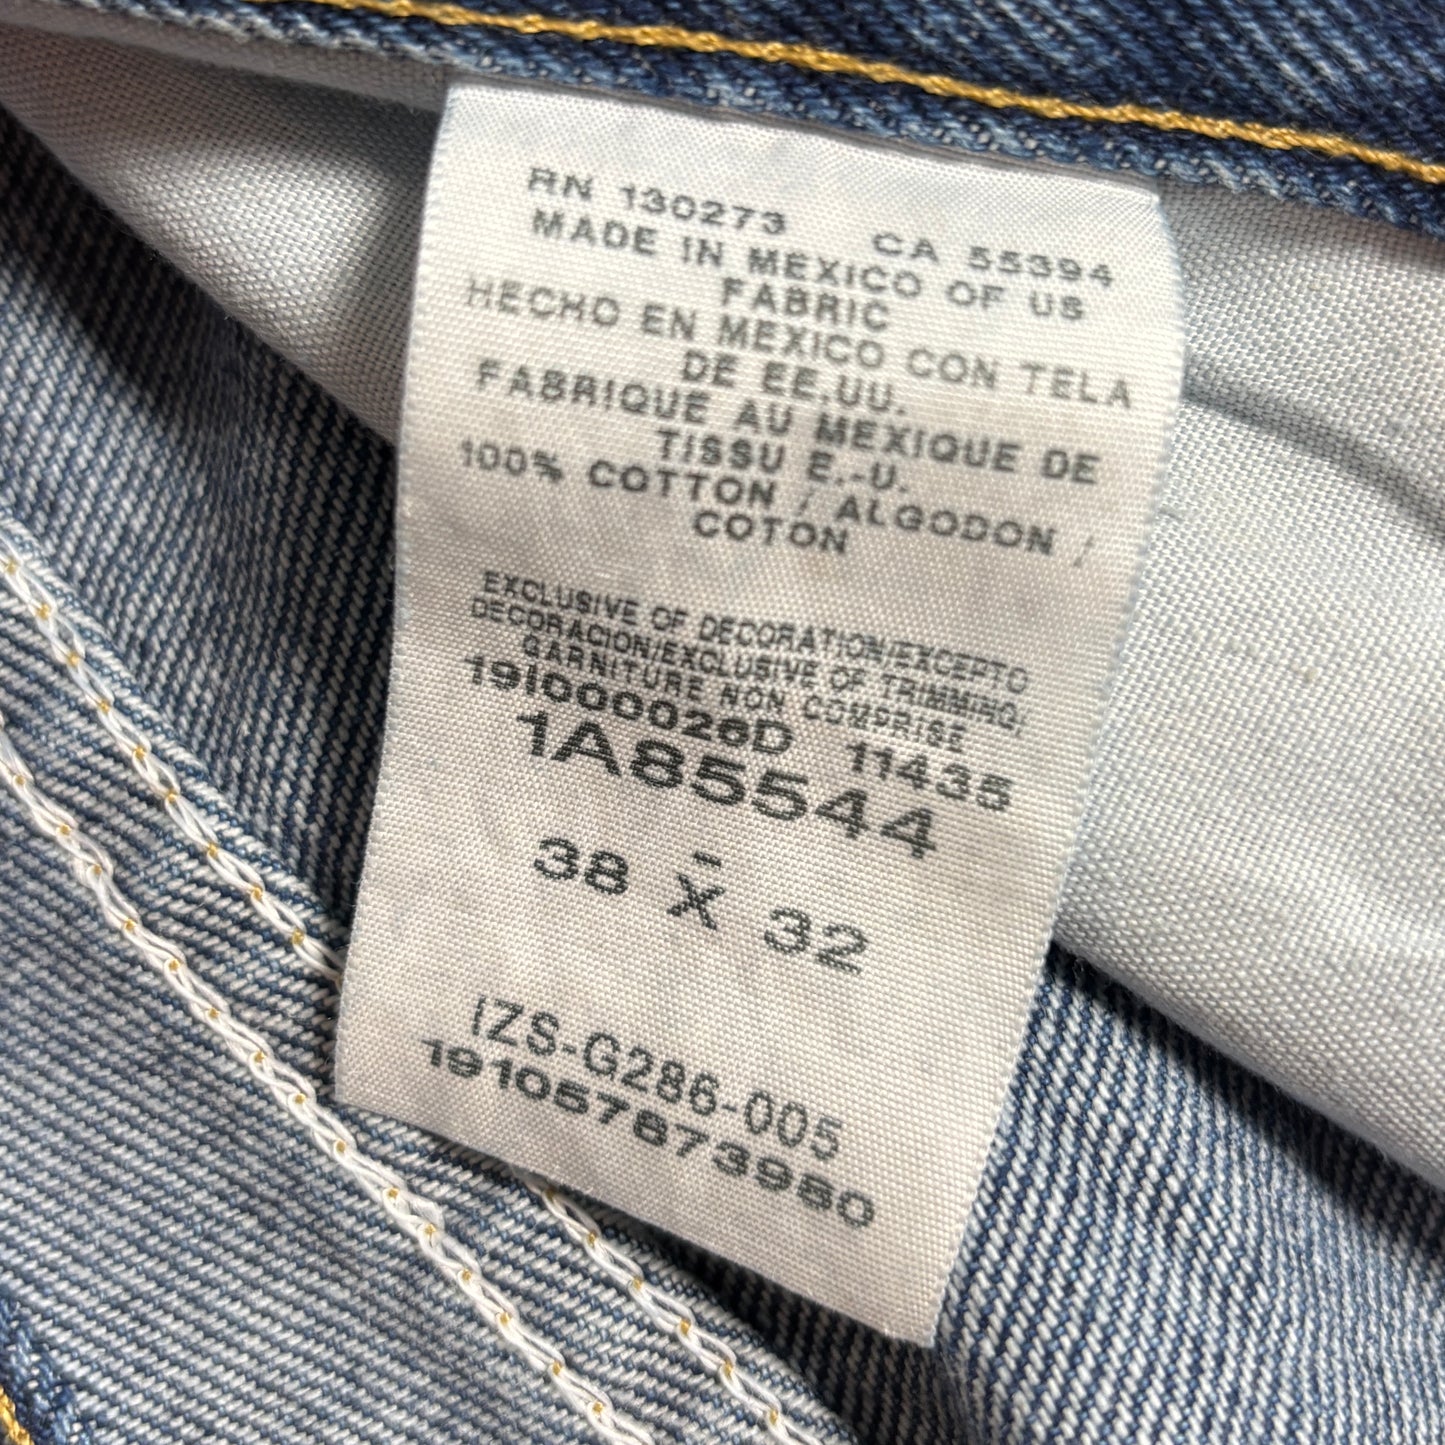 RN 130273 CA 55394
MADE IN MEXICO OF US
FABRIC
HECHO EN MEXICO CON TELA
DE EE.UU.
FABRIQUE AU MEXIQUE DE
TISSU E.-U.
100% COTTON / ALGODON /
COTON
EXCLUSIVE OF DECORATION/EXCEPTO
DECORACION/EXCLUSIVE OF TRIMMING/
GARNITURE NON COMPRISE
19I000026D 11435
1A85544
-
38 X 32
IZS-G286-005
191057873980